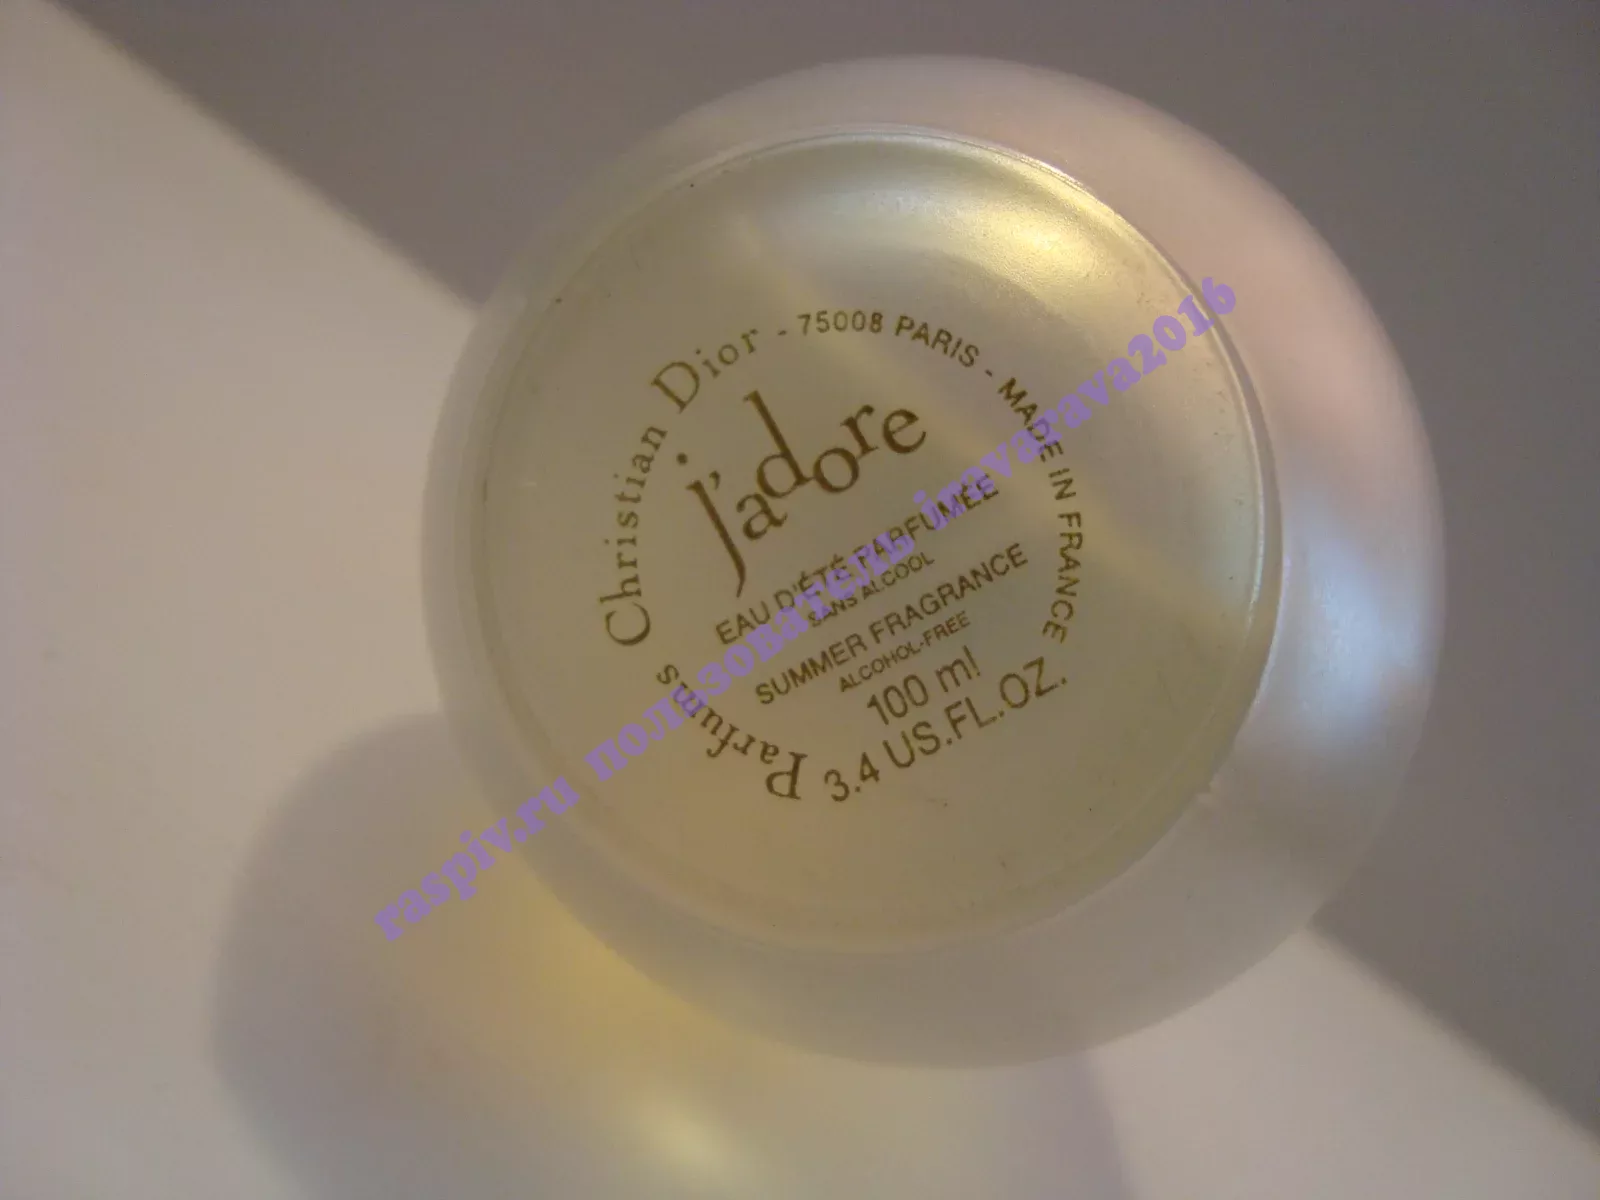 Parfums Christian Dior - 75008 PARIS - MADE IN FRANCE
j'adore
EAU D'ÉTÉ PARFUMÉE
SANS ALCOOL
SUMMER FRAGRANCE
ALCOHOL-FREE
100 ml
3.4 US.FL.OZ.
raspiv.ru пользователь iravarava2016